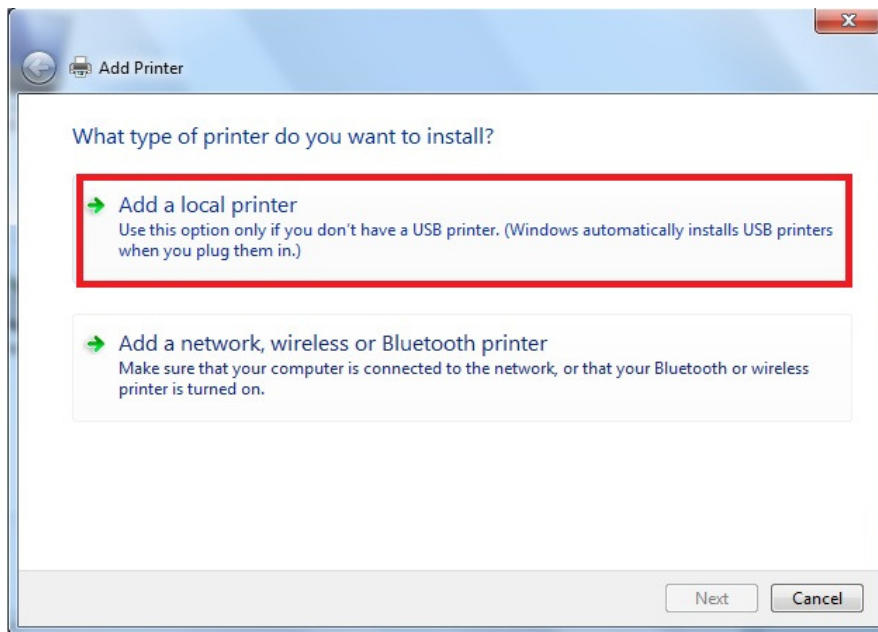 Add Printer
What type of printer do you want to install?
Add a local printer
Use this option only if you don't have a USB printer. (Windows automatically installs USB printers
when you plug them in.)
Add a network, wireless or Bluetooth printer
Make sure that your computer is connected to the network, or that your Bluetooth or wireless
printer is turned on.
Next
Cancel